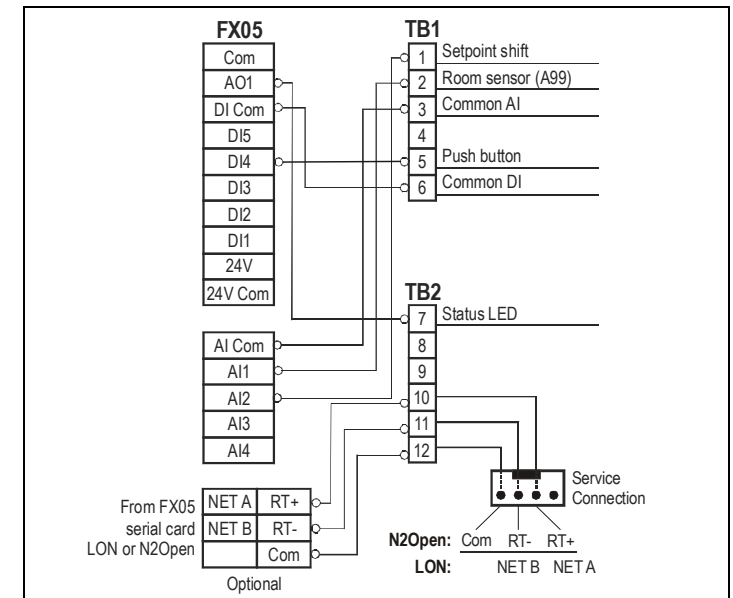 FX05
TB1
Com
AO1
DI Com
DI5
DI4
DI3
DI2
DI1
24V
24V Com
1 Setpoint shift
2 Room sensor (A99)
3 Common AI
4
5 Push button
6 Common DI
TB2
7 Status LED
8
9
10
11
12
AI Com
AI1
AI2
AI3
AI4
From FX05
serial card
LON or N2Open
NET A RT+
NET B RT-
Com
Optional
Service
Connection
N2Open: Com RT- RT+
LON: NET B NET A